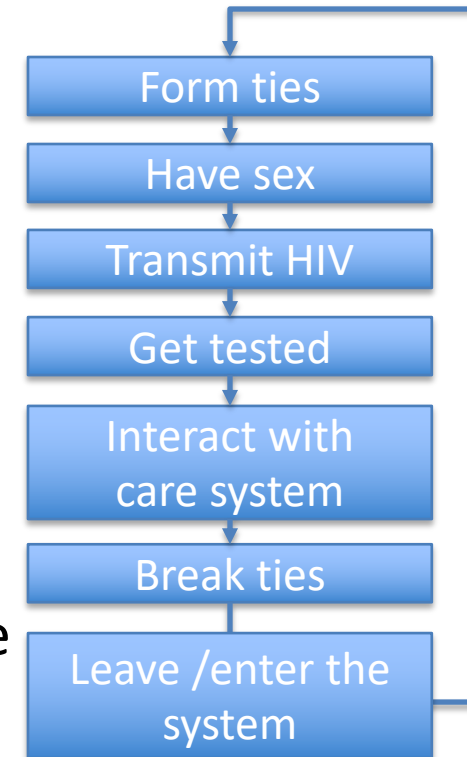 Form ties
Have sex
Transmit HIV
Get tested
Interact with
care system
Break ties
e
Leave /enter the
system